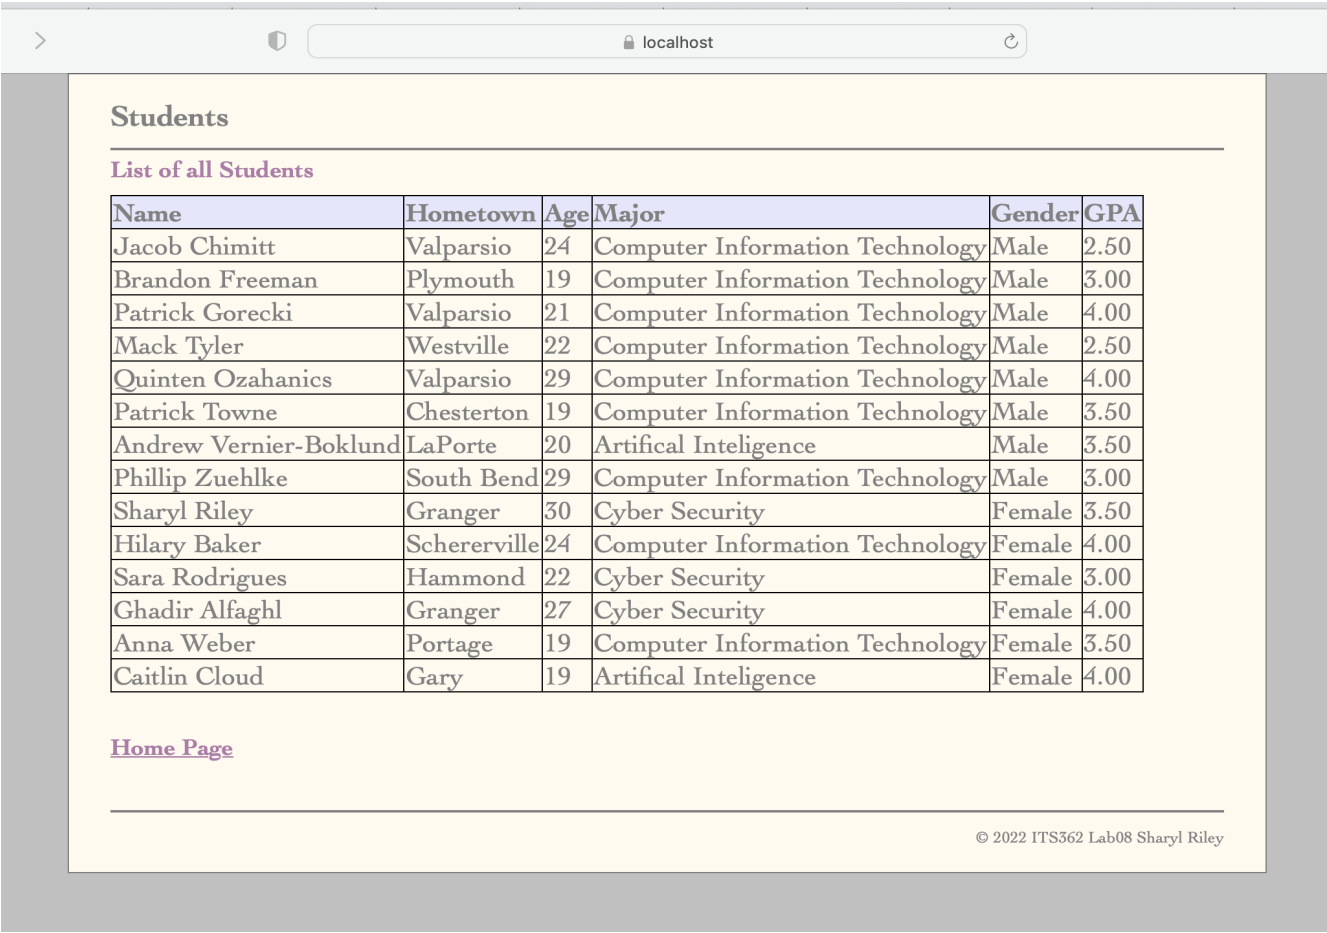 localhost
Students
List of all Students
Name Hometown Age Major Gender GPA
Jacob Chimitt Valparsio 24 Computer Information Technology Male 2.50
Brandon Freeman Plymouth 19 Computer Information Technology Male 3.00
Patrick Gorecki Valparsio 21 Computer Information Technology Male 4.00
Mack Tyler Westville 22 Computer Information Technology Male 2.50
Quinten Ozahanics Valparsio 29 Computer Information Technology Male 4.00
Patrick Towne Chesterton 19 Computer Information Technology Male 3.50
Andrew Vernier-Boklund LaPorte 20 Artifical Inteligence Male 3.50
Phillip Zuehlke South Bend 29 Computer Information Technology Male 3.00
Sharyl Riley Granger 30 Cyber Security Female 3.50
Hilary Baker Schererville 24 Computer Information Technology Female 4.00
Sara Rodrigues Hammond 22 Cyber Security Female 3.00
Ghadir Alfaghl Granger 27 Cyber Security Female 4.00
Anna Weber Portage 19 Computer Information Technology Female 3.50
Caitlin Cloud Gary 19 Artifical Inteligence Female 4.00
Home Page
© 2022 ITS362 Lab08 Sharyl Riley